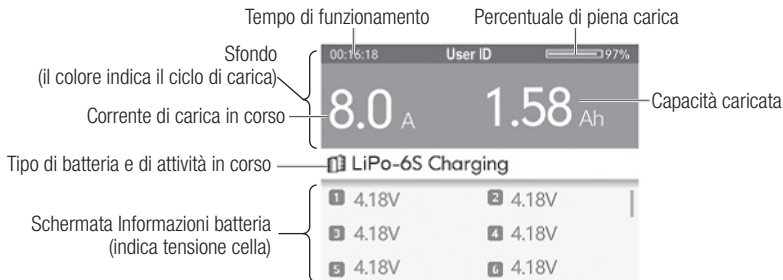 Tempo di funzionamento
Percentuale di piena carica
Sfondo
(il colore indica il ciclo di carica)
00:16:18 User ID 97%
8.0 A 1.58 Ah
Corrente di carica in corso
Capacità caricata
Tipo di batteria e di attività in corso
LiPo-6S Charging
Schermata Informazioni batteria
(indica tensione cella)
1 4.18V 2 4.18V
3 4.18V 4 4.18V
5 4.18V 6 4.18V